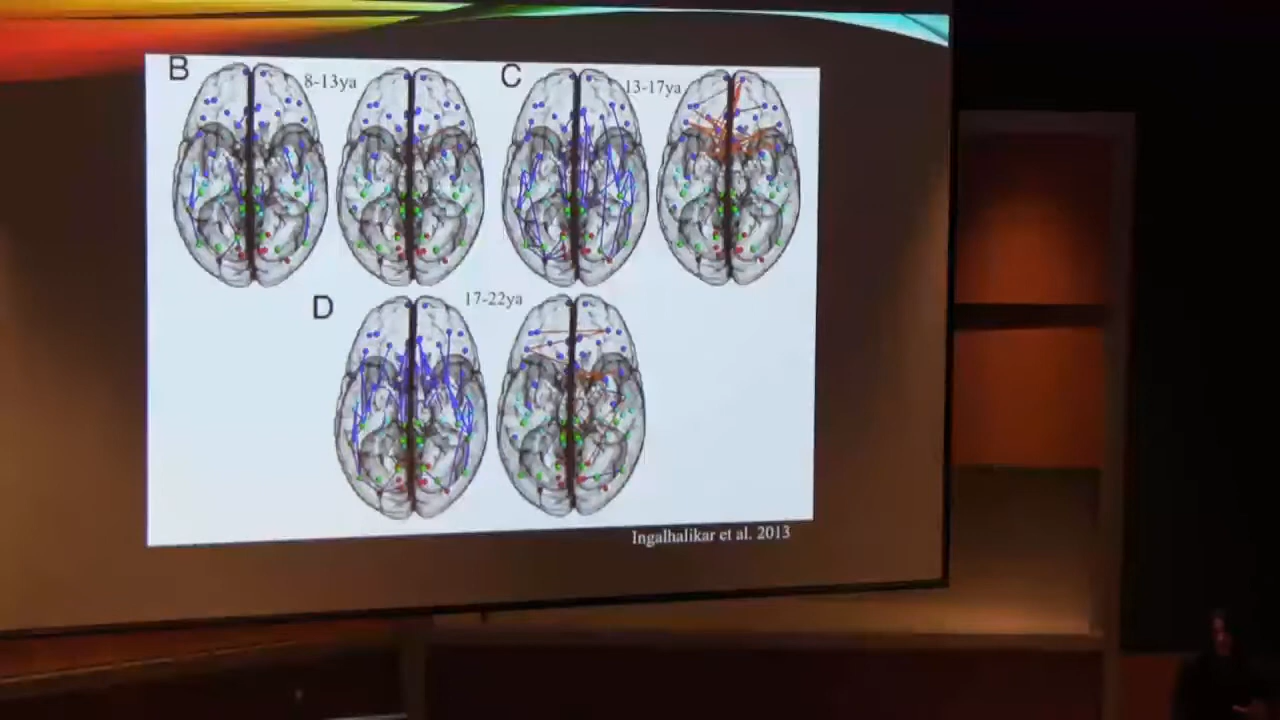 B
8-13ya
C
13-17ya
D
17-22ya
Ingalhalikar et al. 2013